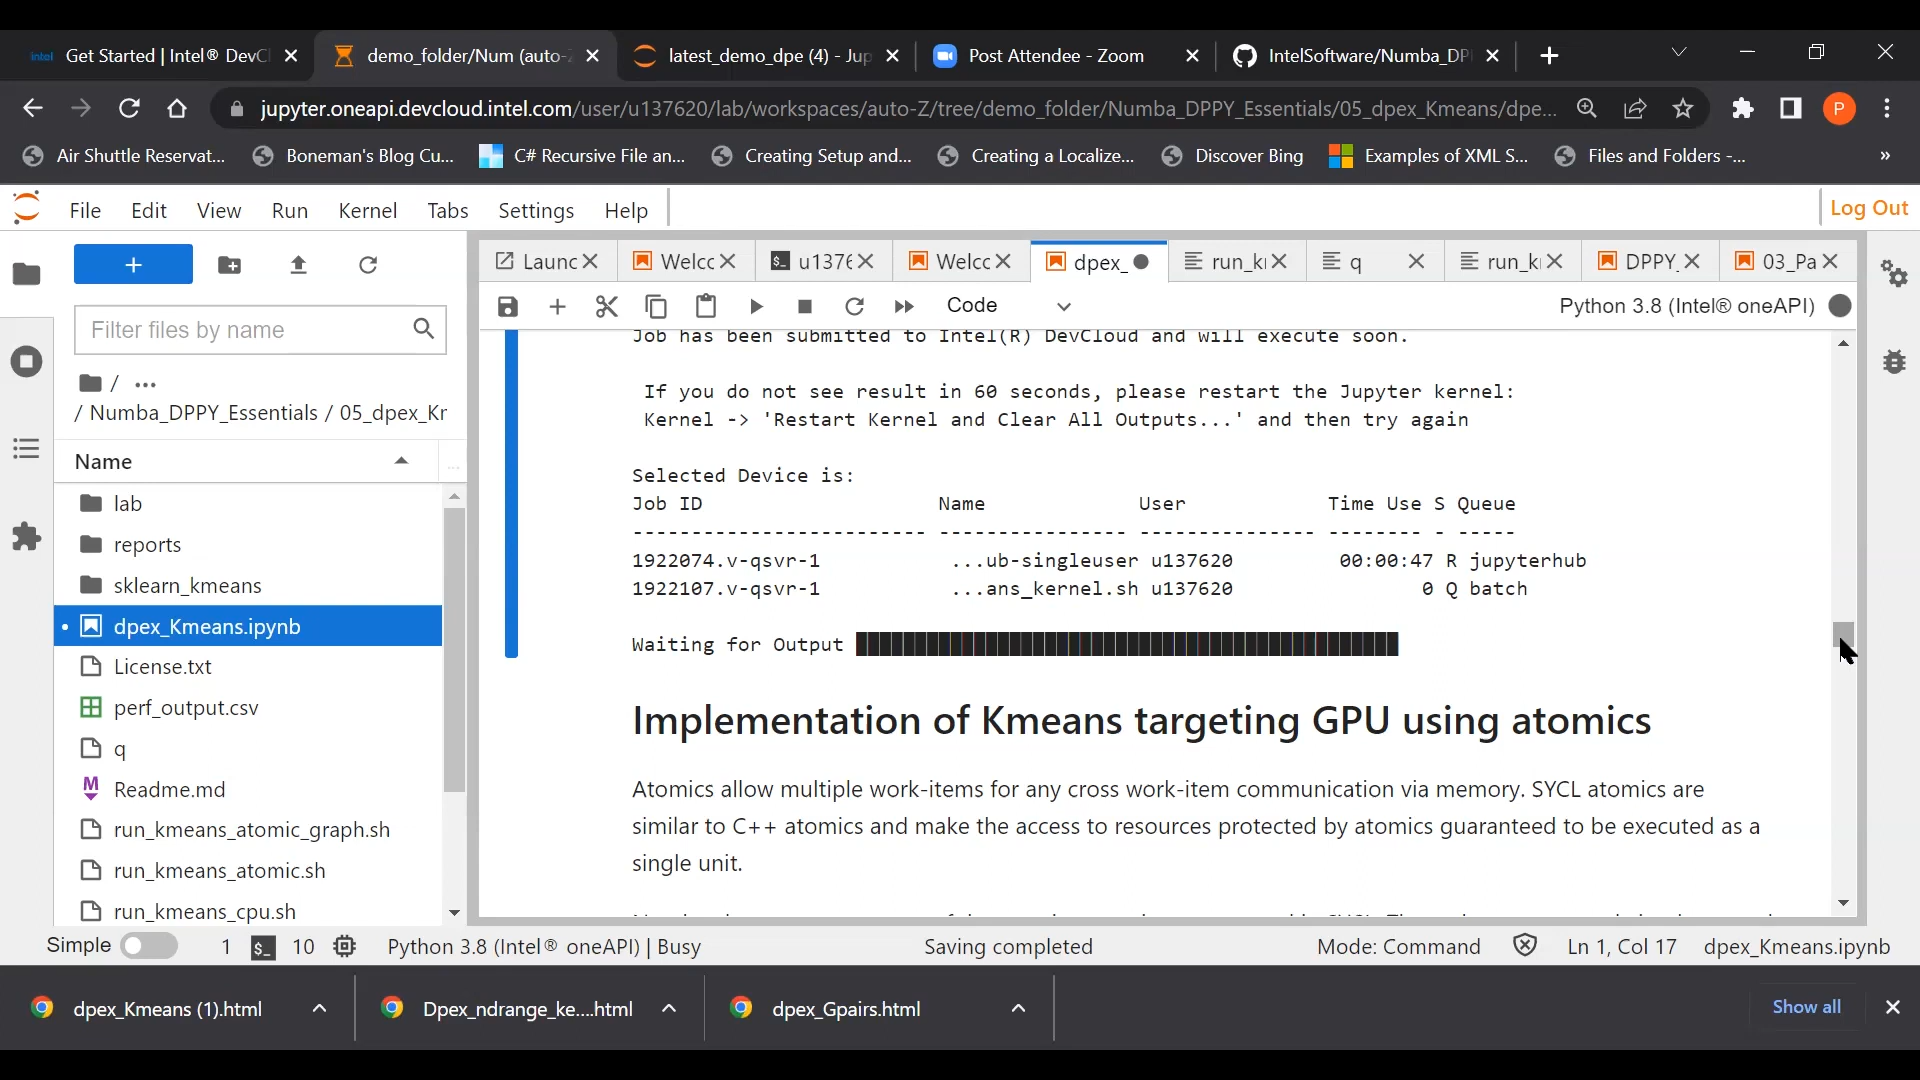 intel Get Started | Intel® DevCl
demo_folder/Num (auto-Z
latest_demo_dpe (4) - Jup
Post Attendee - Zoom
IntelSoftware/Numba_DP
jupyter.oneapi.devcloud.intel.com/user/u137620/lab/workspaces/auto-Z/tree/demo_folder/Numba_DPPY_Essentials/05_dpex_Kmeans/dpe...
P
Air Shuttle Reservat...
Boneman's Blog Cu...
C# Recursive File an...
Creating Setup and...
Creating a Localize...
Discover Bing
Examples of XML S...
Files and Folders -...
»
File Edit View Run Kernel Tabs Settings Help
Log Out
Launc
Welcc
u1376
Welcc
dpex_
run_ki
q
run_ki
DPPY_
03_Pa
Code
Python 3.8 (Intel® oneAPI)
Filter files by name
/ ...
/ Numba_DPPY_Essentials / 05_dpex_Kr
Name
...
lab
reports
sklearn_kmeans
dpex_Kmeans.ipynb
License.txt
perf_output.csv
q
Readme.md
run_kmeans_atomic_graph.sh
run_kmeans_atomic.sh
run_kmeans_cpu.sh
Job has been submitted to Intel(R) DevCloud and will execute soon.
If you do not see result in 60 seconds, please restart the Jupyter kernel:
Kernel -> 'Restart Kernel and Clear All Outputs...' and then try again
Selected Device is:
Job ID Name User Time Use S Queue
------------------------- ---------------- --------------- -------- - -----
1922074.v-qsvr-1 ...ub-singleuser u137620 00:00:47 R jupyterhub
1922107.v-qsvr-1 ...ans_kernel.sh u137620 0 Q batch
Waiting for Output
Implementation of Kmeans targeting GPU using atomics
Atomics allow multiple work-items for any cross work-item communication via memory. SYCL atomics are
similar to C++ atomics and make the access to resources protected by atomics guaranteed to be executed as a
single unit.
Simple
1
$_
10
Python 3.8 (Intel® oneAPI) | Busy
Saving completed
Mode: Command
Ln 1, Col 17
dpex_Kmeans.ipynb
dpex_Kmeans (1).html
Dpex_ndrange_ke....html
dpex_Gpairs.html
Show all